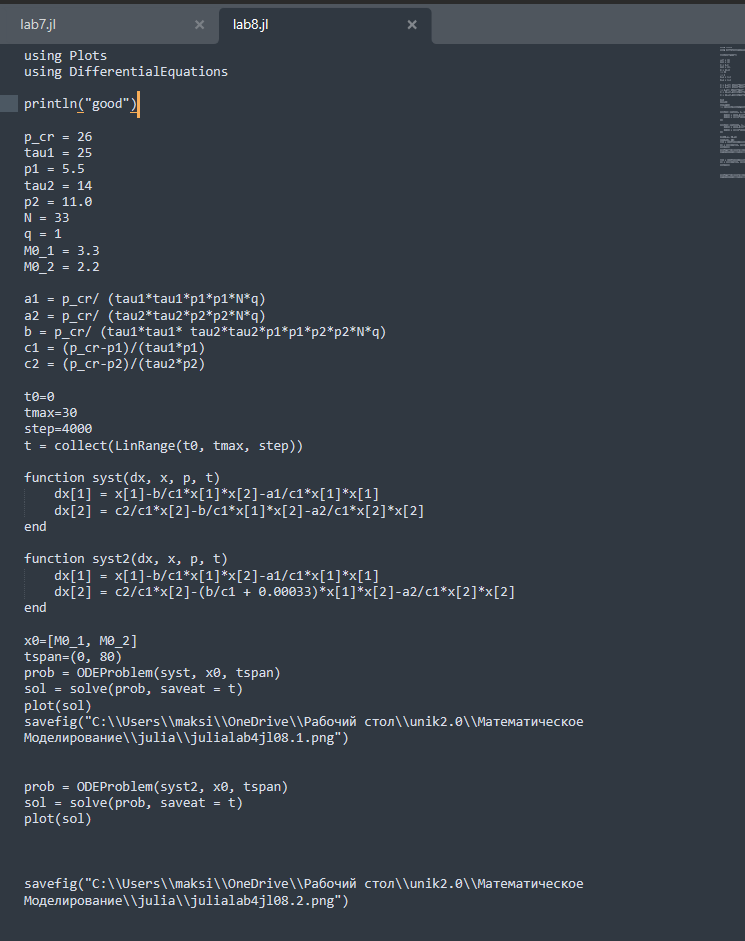 lab7.jl × lab8.jl ×
using Plots
using DifferentialEquations
println("good")
p_cr = 26
tau1 = 25
p1 = 5.5
tau2 = 14
p2 = 11.0
N = 33
q = 1
M0_1 = 3.3
M0_2 = 2.2
a1 = p_cr/ (tau1*tau1*p1*p1*N*q)
a2 = p_cr/ (tau2*tau2*p2*p2*N*q)
b = p_cr/ (tau1*tau1* tau2*tau2*p1*p1*p2*p2*N*q)
c1 = (p_cr-p1)/(tau1*p1)
c2 = (p_cr-p2)/(tau2*p2)
t0=0
tmax=30
step=4000
t = collect(LinRange(t0, tmax, step))
function syst(dx, x, p, t)
    dx[1] = x[1]-b/c1*x[1]*x[2]-a1/c1*x[1]*x[1]
    dx[2] = c2/c1*x[2]-b/c1*x[1]*x[2]-a2/c1*x[2]*x[2]
end
function syst2(dx, x, p, t)
    dx[1] = x[1]-b/c1*x[1]*x[2]-a1/c1*x[1]*x[1]
    dx[2] = c2/c1*x[2]-(b/c1 + 0.00033)*x[1]*x[2]-a2/c1*x[2]*x[2]
end
x0=[M0_1, M0_2]
tspan=(0, 80)
prob = ODEProblem(syst, x0, tspan)
sol = solve(prob, saveat = t)
plot(sol)
savefig("C:\\Users\\maksi\\OneDrive\\Рабочий стол\\unik2.0\\Математическое
Моделирование\\julia\\julialab4jl08.1.png")
prob = ODEProblem(syst2, x0, tspan)
sol = solve(prob, saveat = t)
plot(sol)
savefig("C:\\Users\\maksi\\OneDrive\\Рабочий стол\\unik2.0\\Математическое
Моделирование\\julia\\julialab4jl08.2.png")